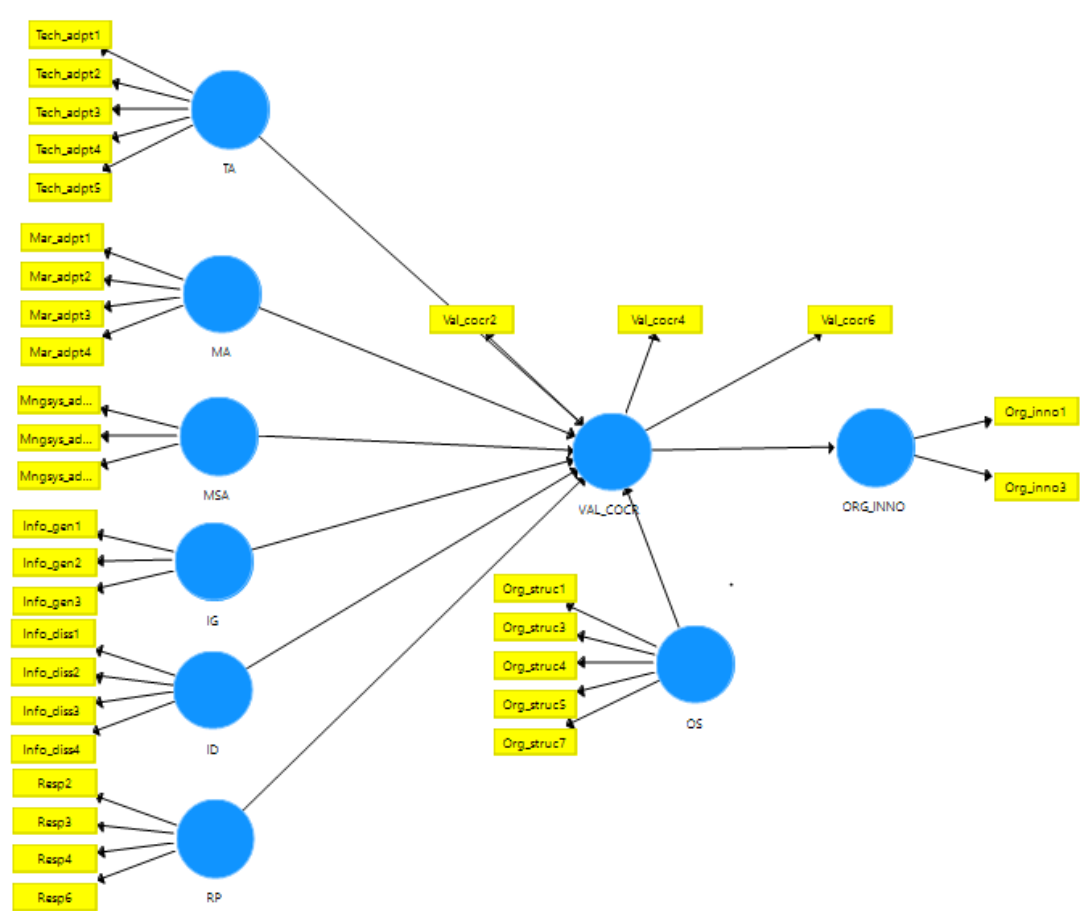 Tech_adpt1
Tech_adpt2
Tech_adpt3
Tech_adpt4
Tech_adpt5
TA
Mar_adpt1
Mar_adpt2
Mar_adpt3
Mar_adpt4
MA
Mngsys_ad...
Mngsys_ad...
Mngsys_ad...
MSA
Info_gen1
Info_gen2
Info_gen3
IG
Info_diss1
Info_diss2
Info_diss3
Info_diss4
ID
Resp2
Resp3
Resp4
Resp6
RP
Val_cocr2
Val_cocr4
Val_cocr6
VAL_COCR
Org_struc1
Org_struc3
Org_struc4
Org_struc5
Org_struc7
OS
ORG_INNO
Org_inno1
Org_inno3